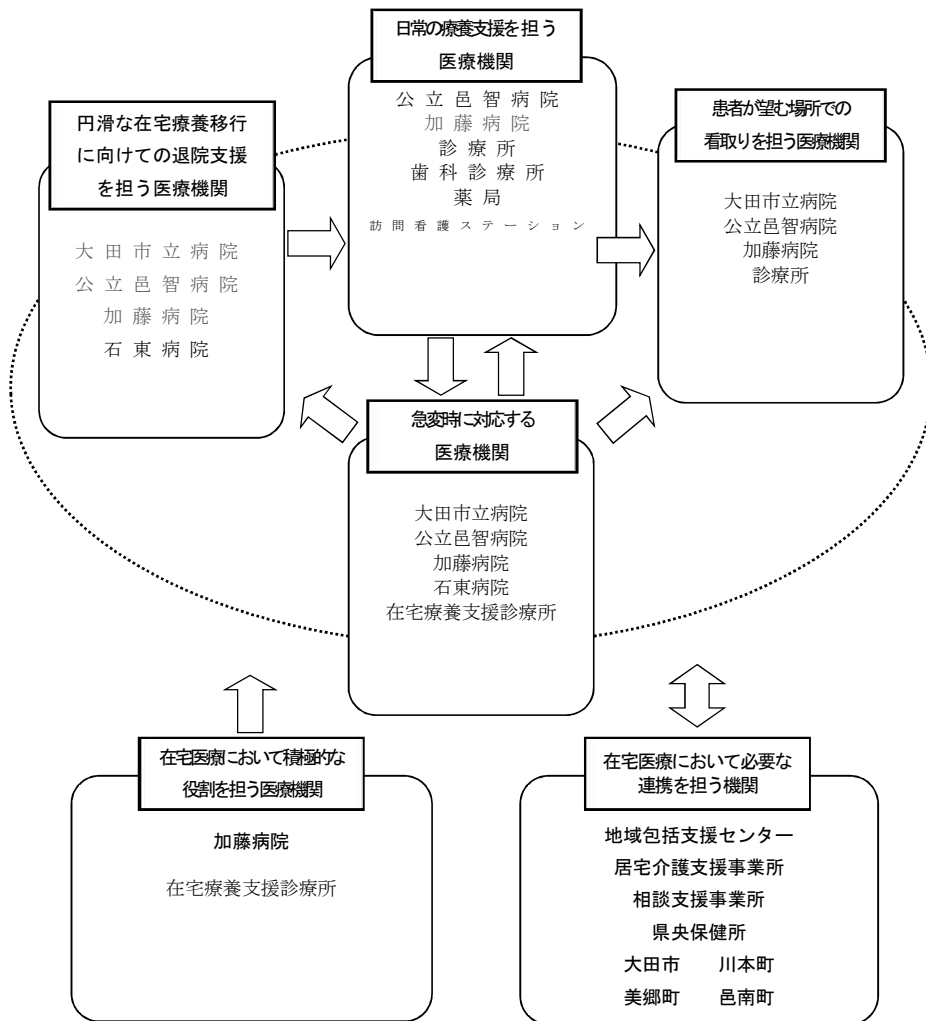 日常の療養支援を担う
医療機関
公立邑智病院
加藤病院
診療所
歯科診療所
薬局
訪問看護ステーション
円滑な在宅療養移行
に向けての退院支援
を担う医療機関
大田市立病院
公立邑智病院
加藤病院
石東病院
患者が望む場所での
看取りを担う医療機関
大田市立病院
公立邑智病院
加藤病院
診療所
急変時に対応する
医療機関
大田市立病院
公立邑智病院
加藤病院
石東病院
在宅療養支援診療所
在宅医療において積極的な
役割を担う医療機関
加藤病院
在宅療養支援診療所
在宅医療において必要な
連携を担う機関
地域包括支援センター
居宅介護支援事業所
相談支援事業所
県央保健所
大田市 川本町
美郷町 邑南町